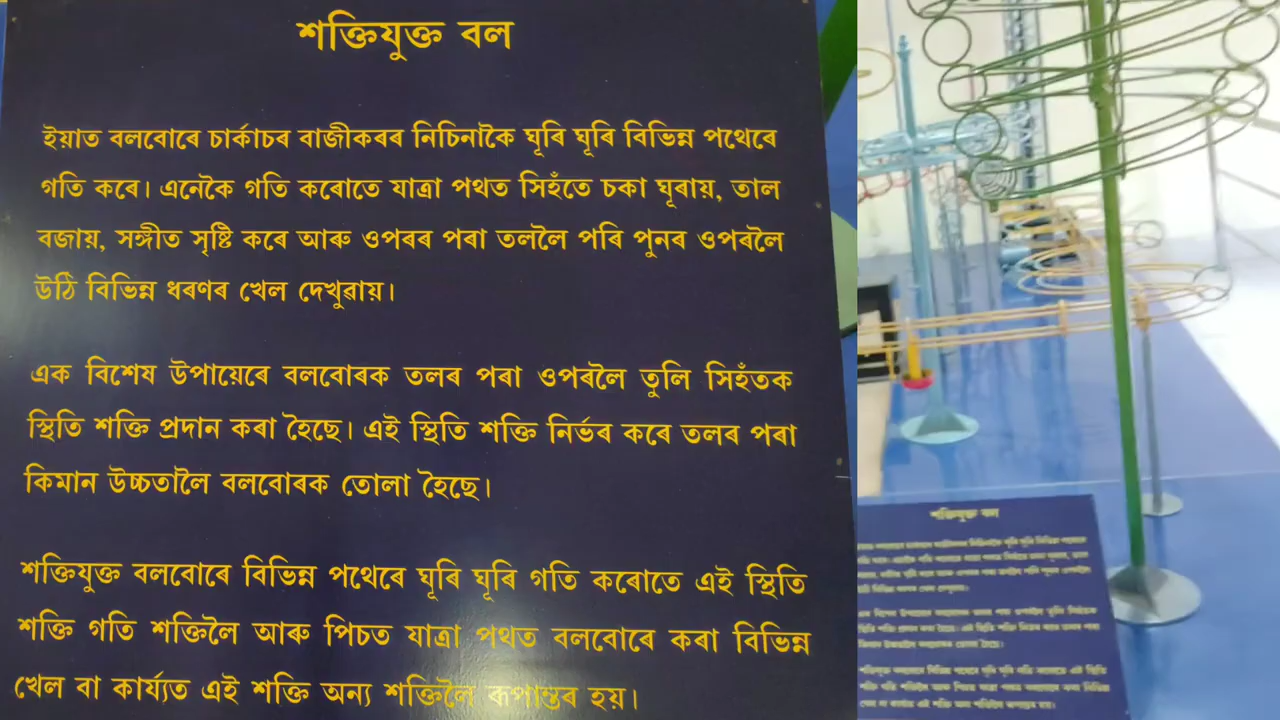 শক্তিযুক্ত বল
ইয়াত বলবোৰে চাৰ্কাচৰ বাজীকৰৰ নিচিনাকৈ ঘূৰি ঘূৰি বিভিন্ন পথেৰে
গতি কৰে। এনেকৈ গতি কৰোতে যাত্ৰা পথত সিহঁতে চকা ঘূৰায়, তাল
বজায়, সঙ্গীত সৃষ্টি কৰে আৰু ওপৰৰ পৰা তললৈ পৰি পুনৰ ওপৰলৈ
উঠি বিভিন্ন ধৰণৰ খেল দেখুৱায়।
এক বিশেষ উপায়েৰে বলবোৰক তলৰ পৰা ওপৰলৈ তুলি সিহঁতক
স্থিতি শক্তি প্ৰদান কৰা হৈছে। এই স্থিতি শক্তি নিৰ্ভৰ কৰে তলৰ পৰা
কিমান উচ্চতালৈ বলবোৰক তোলা হৈছে।
শক্তিযুক্ত বলবোৰে বিভিন্ন পথেৰে ঘূৰি ঘূৰি গতি কৰোতে এই স্থিতি
শক্তি গতি শক্তিলৈ আৰু পিচত যাত্ৰা পথত বলবোৰে কৰা বিভিন্ন
খেল বা কাৰ্য্যত এই শক্তি অন্য শক্তিলৈ ৰূপান্তৰ হয়।
শক্তিযুক্ত বল